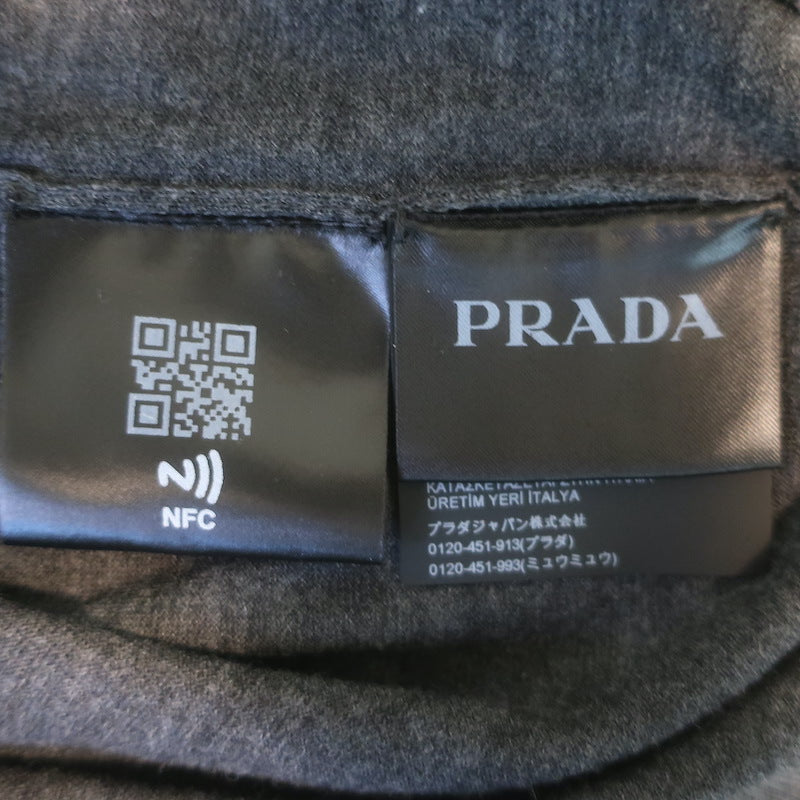 NFC
PRADA
ÜRETİM YERİ İTALYA
プラダジャパン株式会社
0120-451-913(プラダ)
0120-451-993(ミュウミュウ)